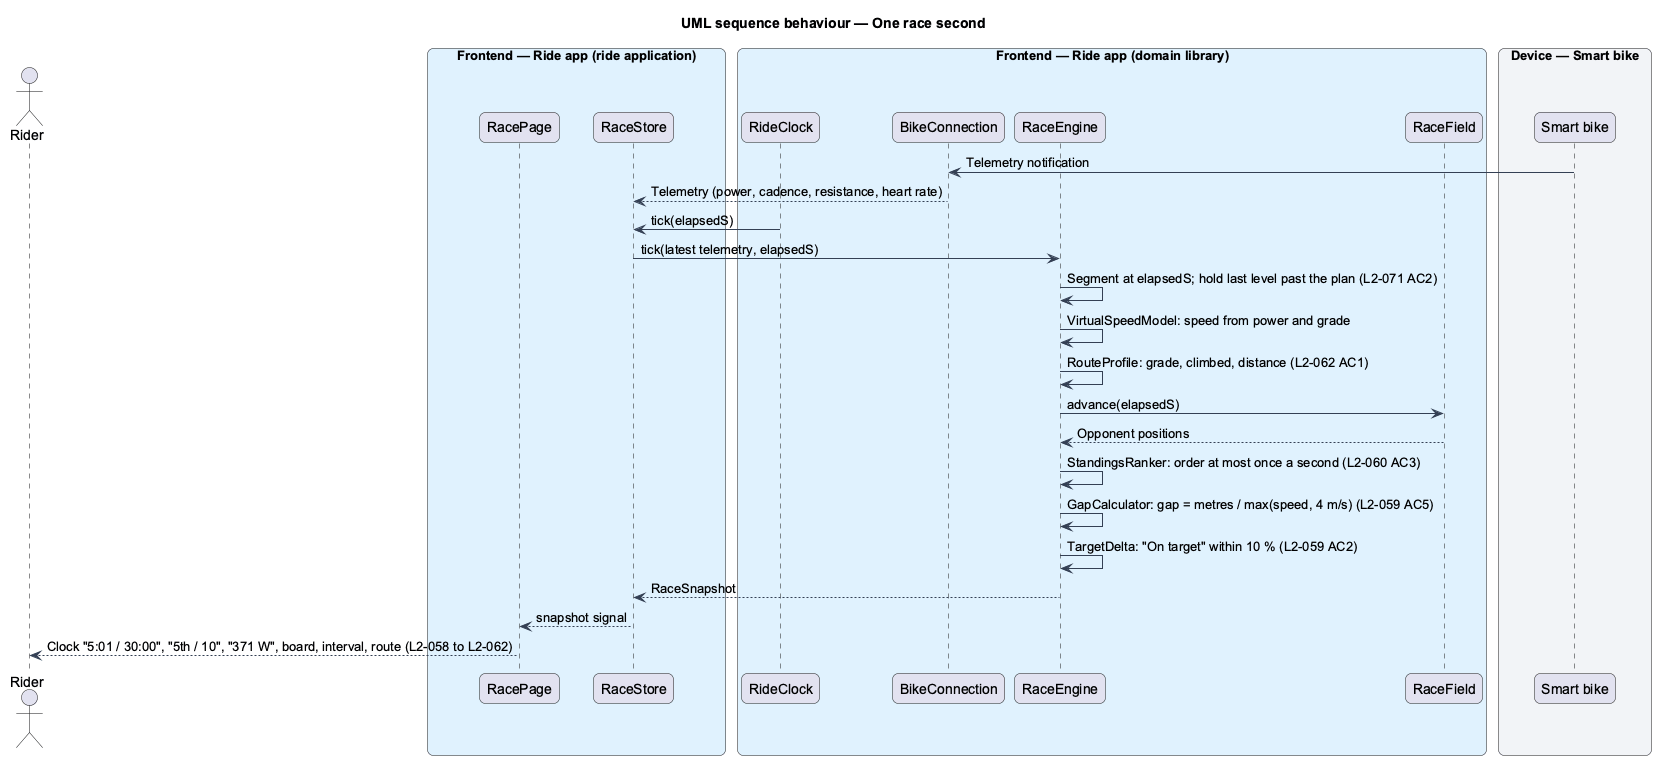 UML sequence behaviour — One race second
Frontend — Ride app (ride application)
Frontend — Ride app (domain library)
Device — Smart bike
Rider
RacePage
RaceStore
RideClock
BikeConnection
RaceEngine
RaceField
Smart bike
Telemetry notification
Telemetry (power, cadence, resistance, heart rate)
tick(elapsedS)
tick(latest telemetry, elapsedS)
Segment at elapsedS; hold last level past the plan (L2-071 AC2)
VirtualSpeedModel: speed from power and grade
RouteProfile: grade, climbed, distance (L2-062 AC1)
advance(elapsedS)
Opponent positions
StandingsRanker: order at most once a second (L2-060 AC3)
GapCalculator: gap = metres / max(speed, 4 m/s) (L2-059 AC5)
TargetDelta: "On target" within 10 % (L2-059 AC2)
RaceSnapshot
snapshot signal
Clock "5:01 / 30:00", "5th / 10", "371 W", board, interval, route (L2-058 to L2-062)
Rider
RacePage
RaceStore
RideClock
BikeConnection
RaceEngine
RaceField
Smart bike